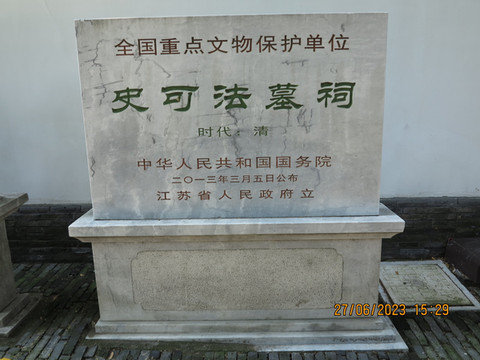 全国重点文物保护单位
史可法墓祠
时代：清
中华人民共和国国务院
二〇一三年三月五日公布
江苏省人民政府立
27/06/2023 15:29